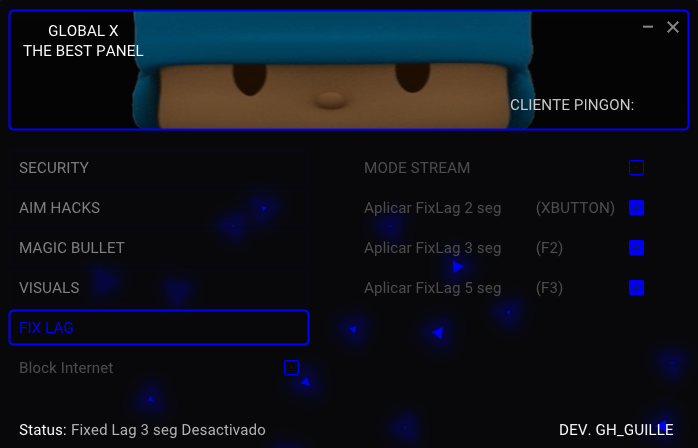 GLOBAL X
THE BEST PANEL
CLIENTE PINGON:
SECURITY
AIM HACKS
MAGIC BULLET
VISUALS
FIX LAG
Block Internet
MODE STREAM
Aplicar FixLag 2 seg (XBUTTON)
Aplicar FixLag 3 seg (F2)
Aplicar FixLag 5 seg (F3)
Status: Fixed Lag 3 seg Desactivado
DEV. GH_GUILLE